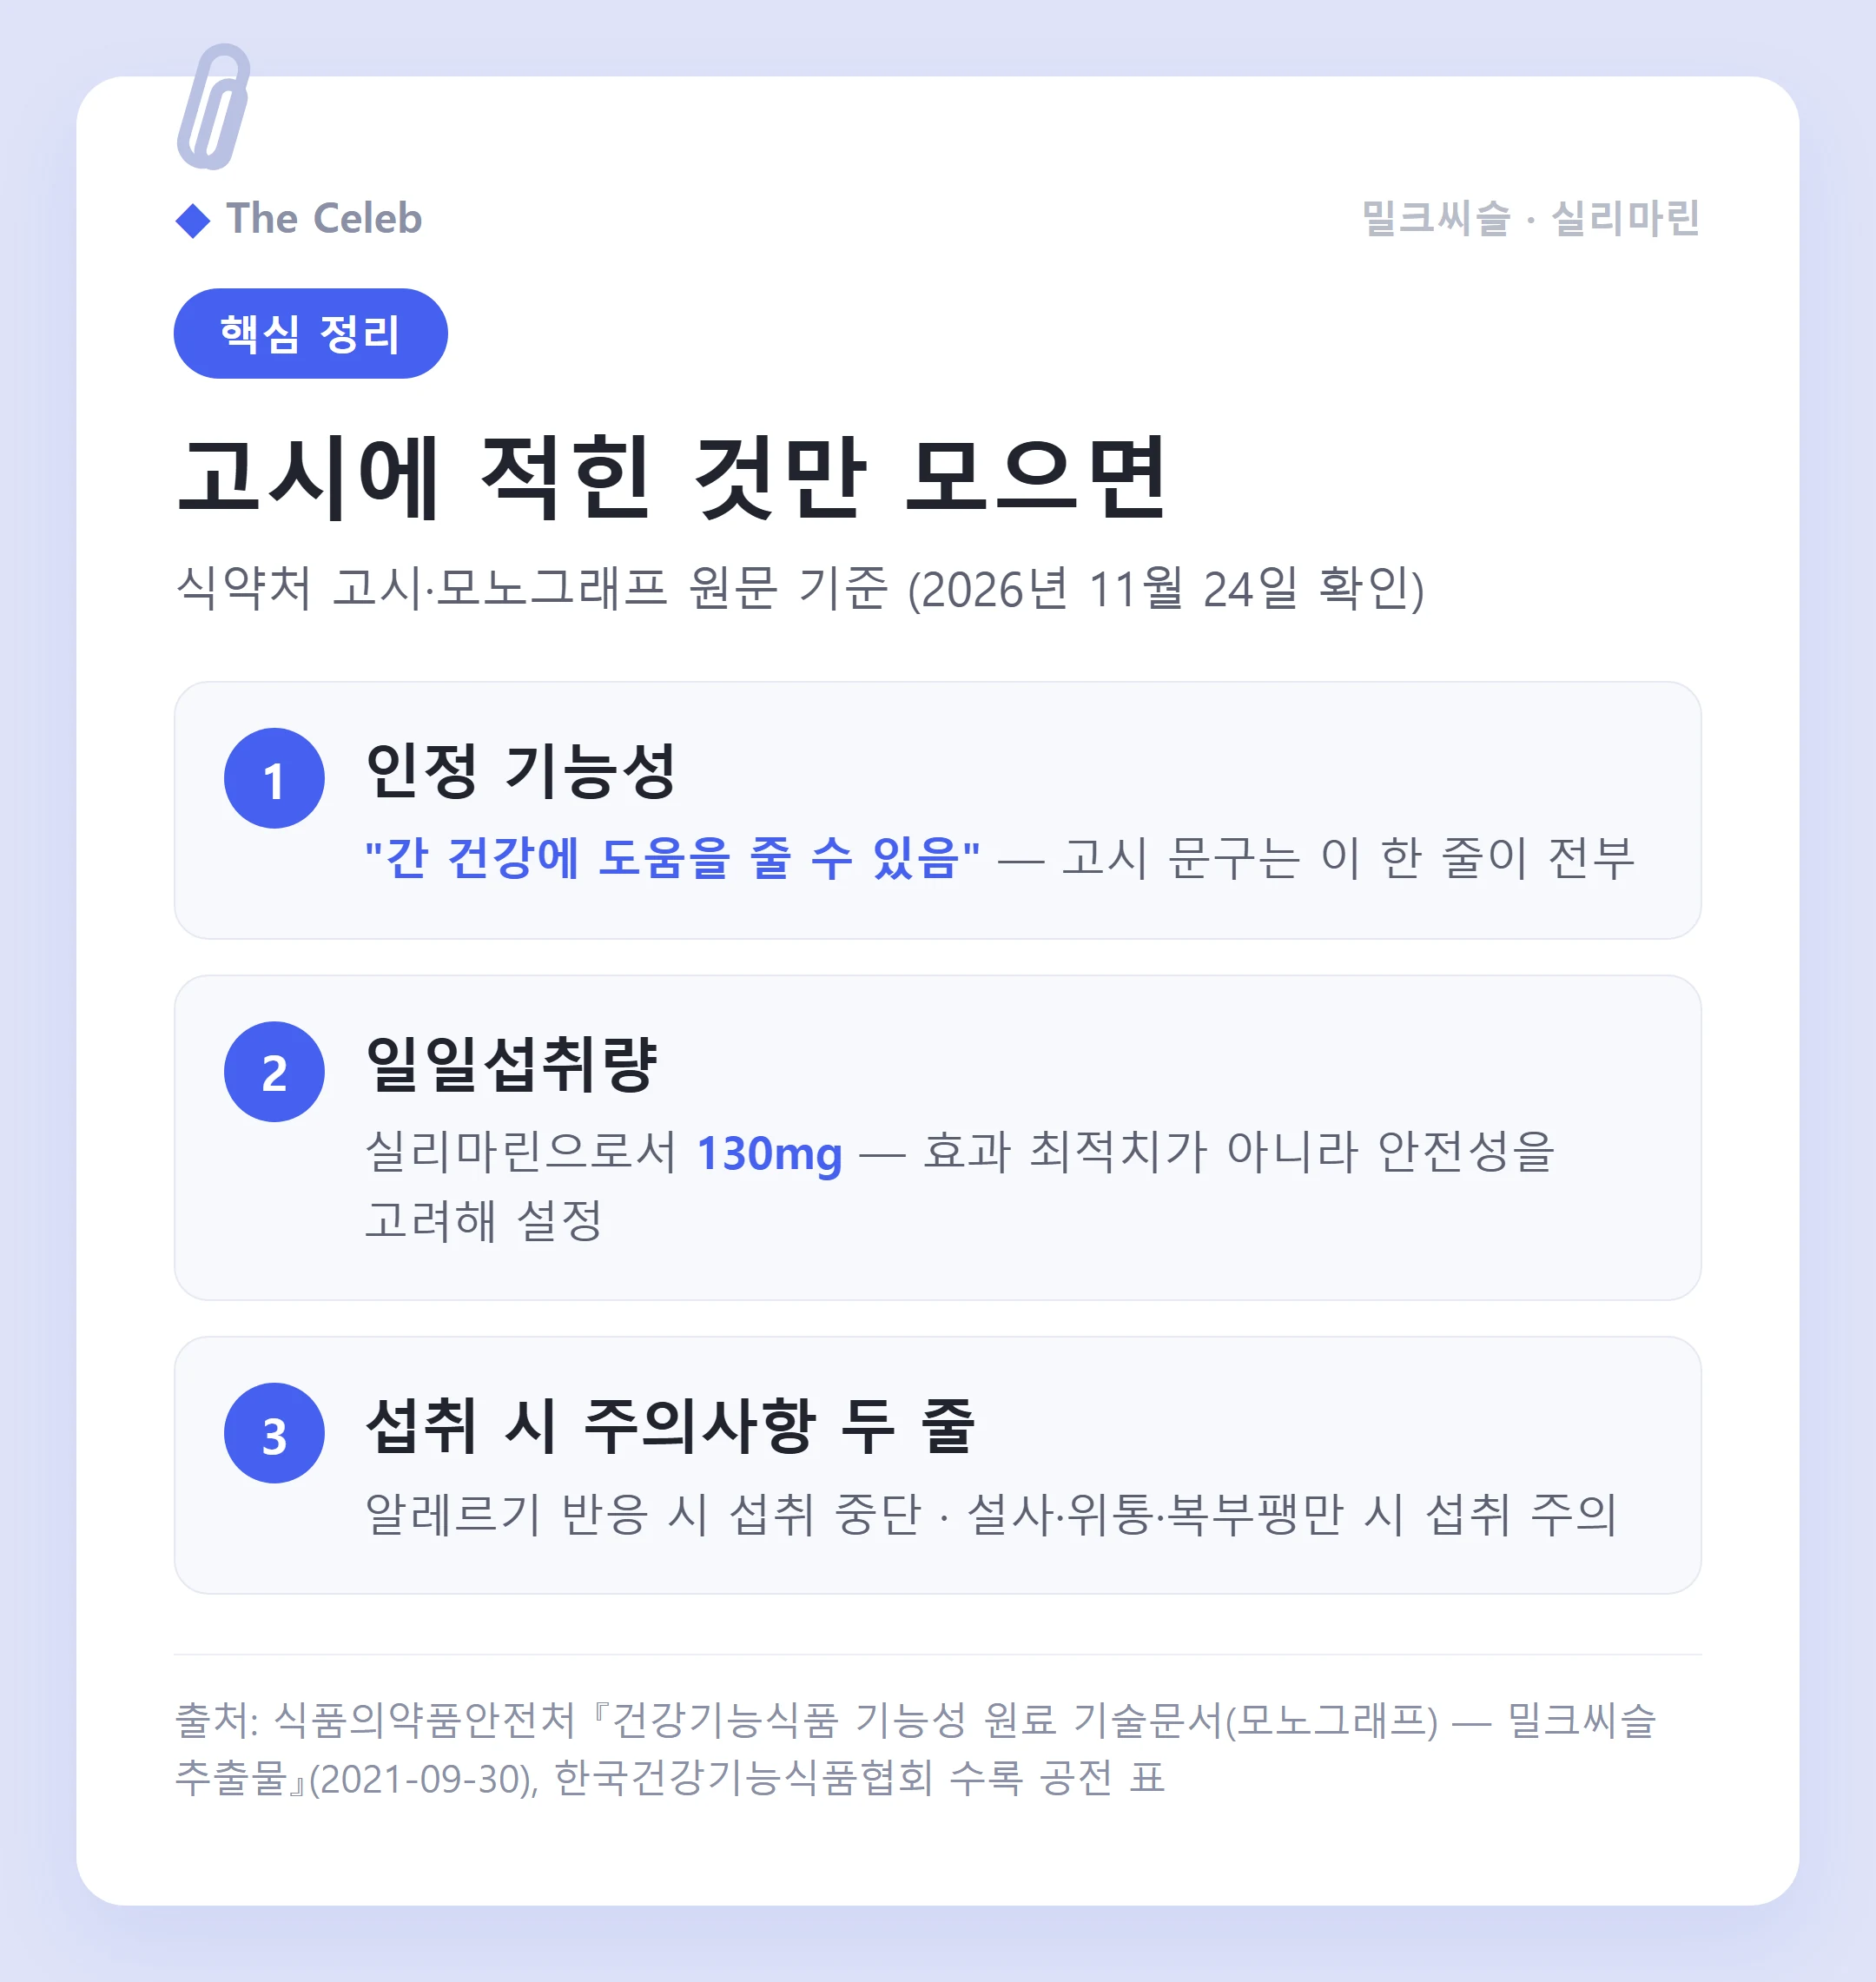 The Celeb
밀크씨슬 · 실리마린
핵심 정리
고시에 적힌 것만 모으면
식약처 고시·모노그래프 원문 기준 (2026년 11월 24일 확인)
1
인정 기능성
"간 건강에 도움을 줄 수 있음" — 고시 문구는 이 한 줄이 전부
2
일일섭취량
실리마린으로서 130mg — 효과 최적치가 아니라 안전성을
고려해 설정
3
섭취 시 주의사항 두 줄
알레르기 반응 시 섭취 중단 · 설사·위통·복부팽만 시 섭취 주의
출처: 식품의약품안전처 『건강기능식품 기능성 원료 기술문서(모노그래프) — 밀크씨슬
추출물』(2021-09-30), 한국건강기능식품협회 수록 공전 표